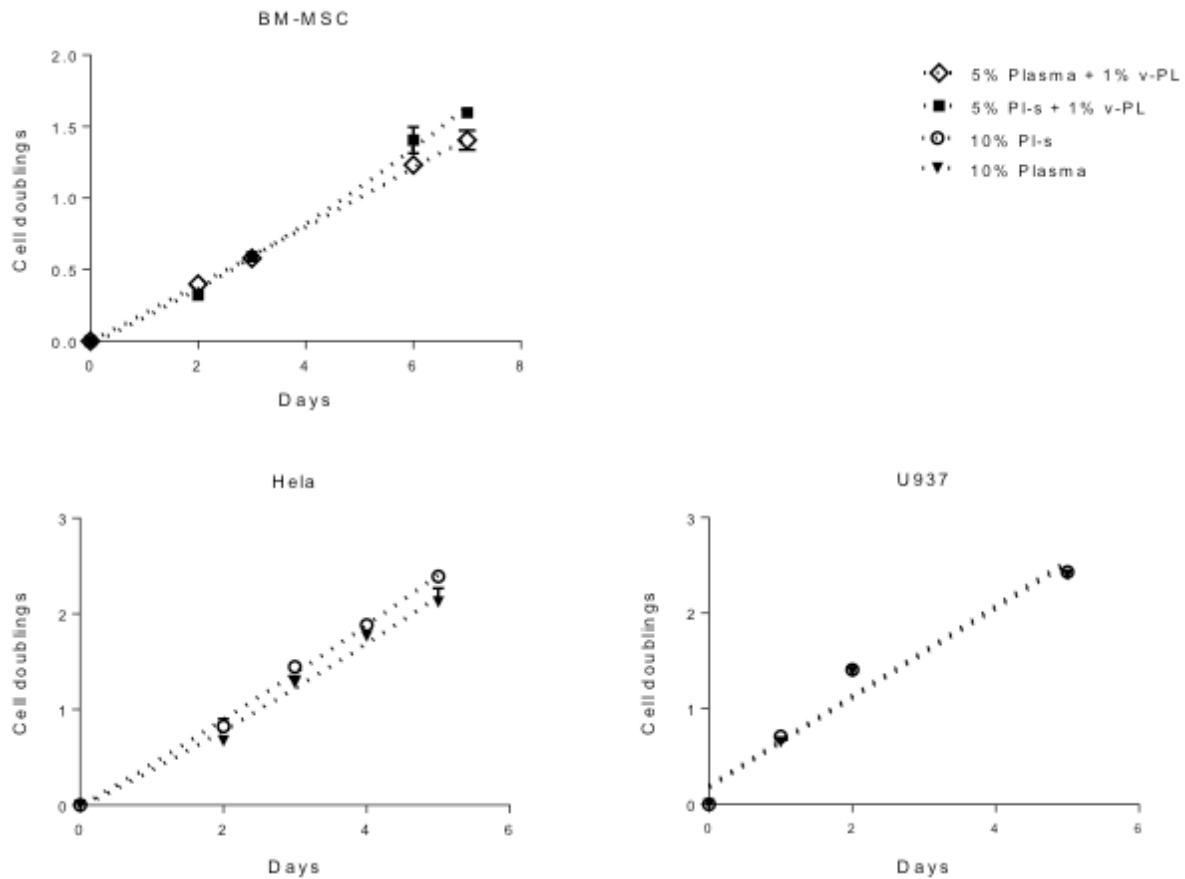 BM-MSC
2.0
1.5
1.0
0.5
0.0
Cell doublings
0 2 4 6 8
Days
5% Plasma + 1% v-PL
5% Pl-s + 1% v-PL
10% Pl-s
10% Plasma
Hela
3
2
1
0
Cell doublings
0 2 4 6
Days
U937
3
2
1
0
Cell doublings
0 2 4 6
Days